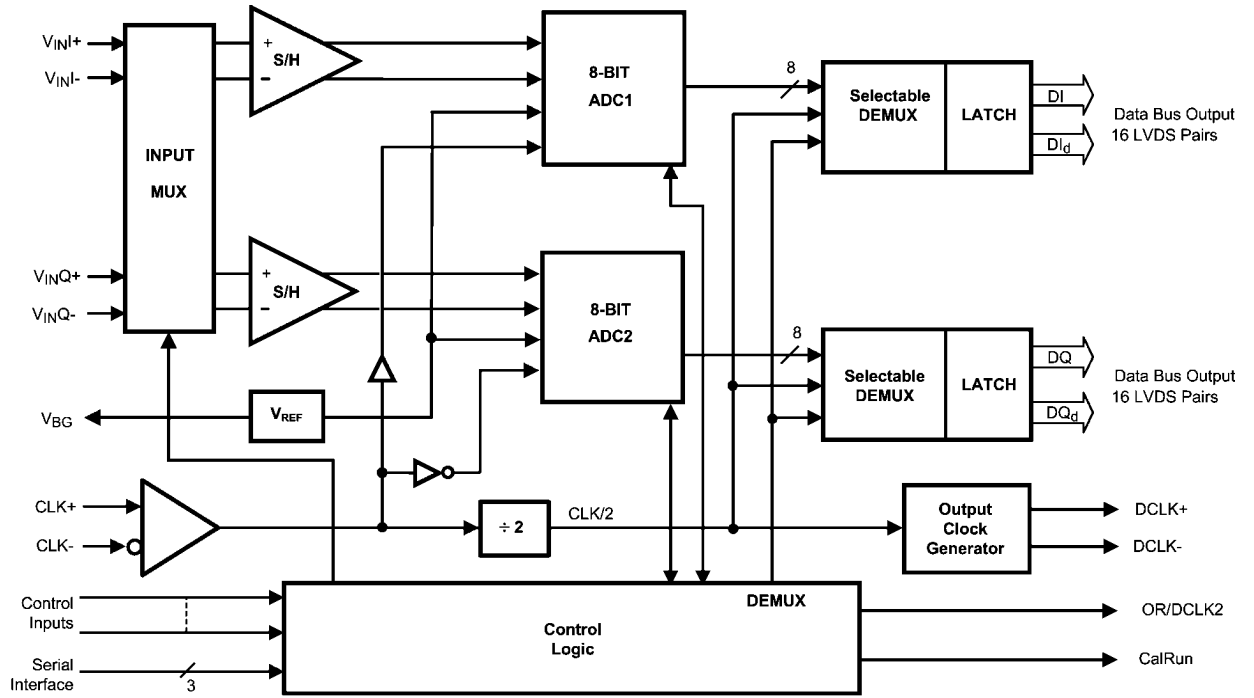 V_INI+
V_INI-
V_INQ+
V_INQ-
INPUT
MUX
+
S/H
−
+
S/H
−
8-BIT
ADC1
8-BIT
ADC2
8
8
Selectable
DEMUX
LATCH
DI
DI_d
Data Bus Output
16 LVDS Pairs
Selectable
DEMUX
LATCH
DQ
DQ_d
Data Bus Output
16 LVDS Pairs
V_BG
V_REF
CLK+
CLK-
÷ 2
CLK/2
Output
Clock
Generator
DCLK+
DCLK-
Control
Inputs
Serial
Interface
3
DEMUX
Control
Logic
OR/DCLK2
CalRun